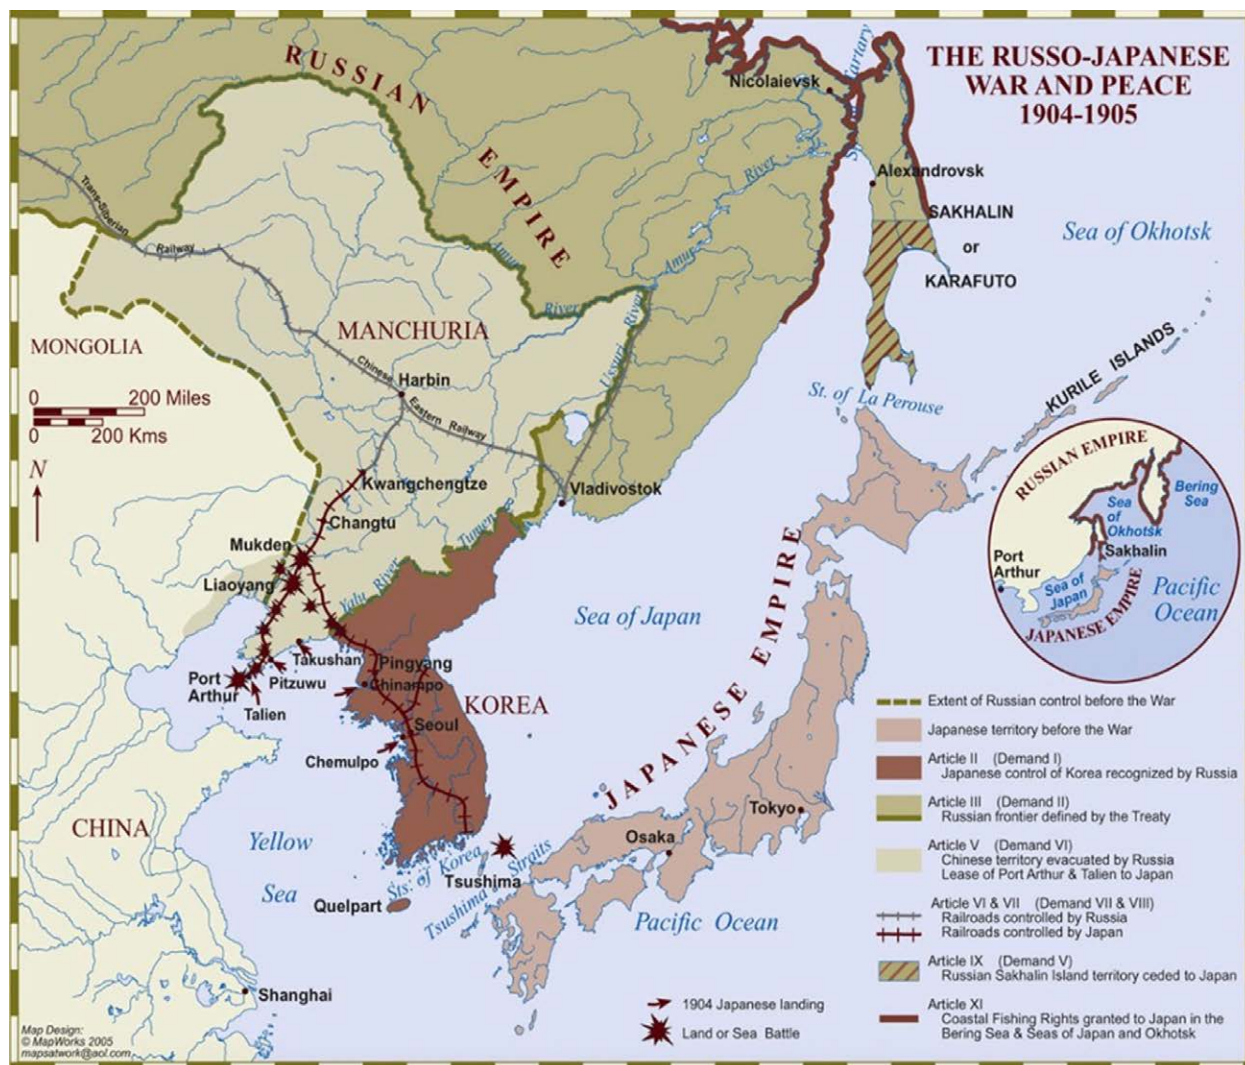 THE RUSSO-JAPANESE
WAR AND PEACE
1904-1905
RUSSIAN
EMPIRE
Nicolaievsk
St. of Tartary
Alexandrovsk
SAKHALIN
or
KARAFUTO
Sea of Okhotsk
Trans-Siberian
Railway
Amur
River
Amur
River
Ussuri
River
MONGOLIA
MANCHURIA
Chinese
Eastern Railway
Harbin
0 200 Miles
0 200 Kms
N
St. of La Perouse
KURILE ISLANDS
Kwangchengtze
Vladivostok
Changtu
Tumen R.
Mukden
Liaoyang
Yalu River
Sea of Japan
JAPANESE EMPIRE
Takushan
Port
Arthur
Pitzuwu
Talien
Pingyang
Chinampo
KOREA
Seoul
Chemulpo
CHINA
Yellow
Sea
Sts. of Korea
Tsushima
Tsushima Straits
Quelpart
Tokyo
Osaka
Pacific Ocean
Shanghai
RUSSIAN EMPIRE
Bering
Sea
Sea
of
Okhotsk
Port
Arthur
Sakhalin
Sea of
Japan
Pacific
Ocean
JAPANESE EMPIRE
Extent of Russian control before the War
Japanese territory before the War
Article II (Demand I)
Japanese control of Korea recognized by Russia
Article III (Demand II)
Russian frontier defined by the Treaty
Article V (Demand VI)
Chinese territory evacuated by Russia
Lease of Port Arthur & Talien to Japan
Article VI & VII (Demand VII & VIII)
Railroads controlled by Russia
Railroads controlled by Japan
Article IX (Demand V)
Russian Sakhalin Island territory ceded to Japan
Article XI
Coastal Fishing Rights granted to Japan in the
Bering Sea & Seas of Japan and Okhotsk
1904 Japanese landing
Land or Sea Battle
Map Design:
© MapWorks 2005
mapsatwork@aol.com